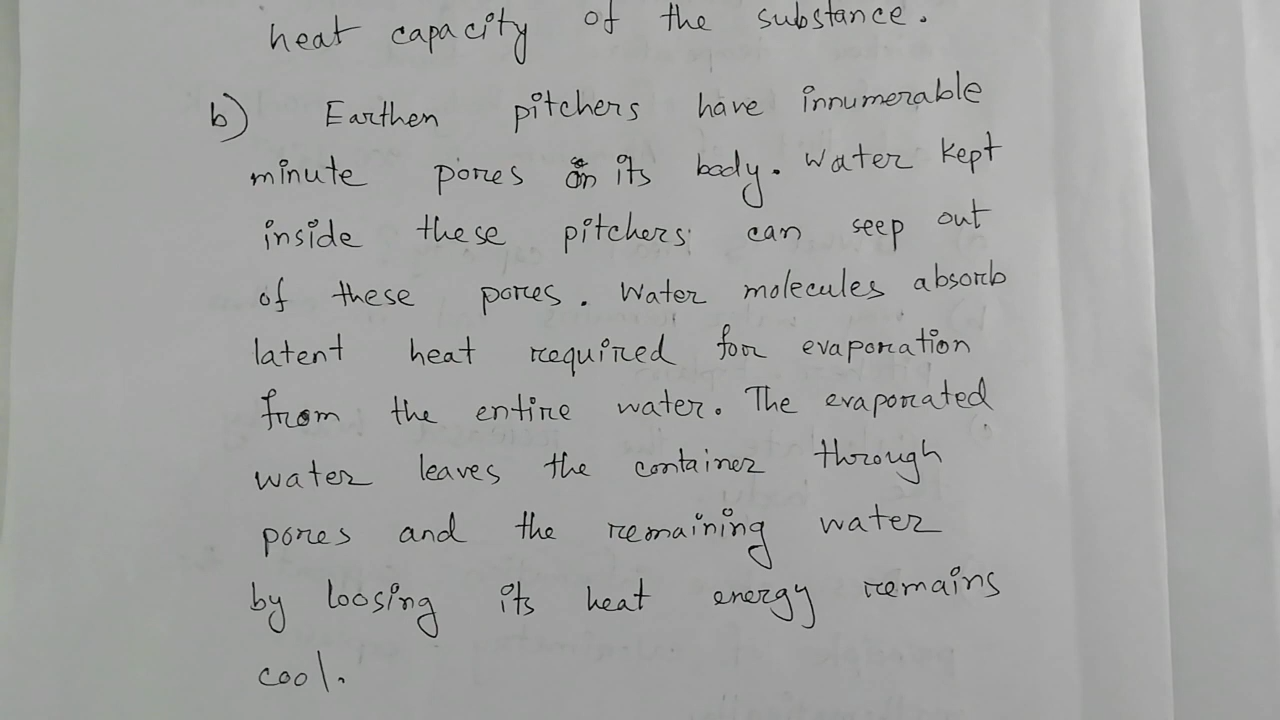 heat capacity of the substance.
b) Earthen pitchers have innumerable
minute pores on its body. Water kept
inside these pitchers can seep out
of these pores. Water molecules absorb
latent heat required for evaporation
from the entire water. The evaporated
water leaves the container through
pores and the remaining water
by loosing its heat energy remains
cool.